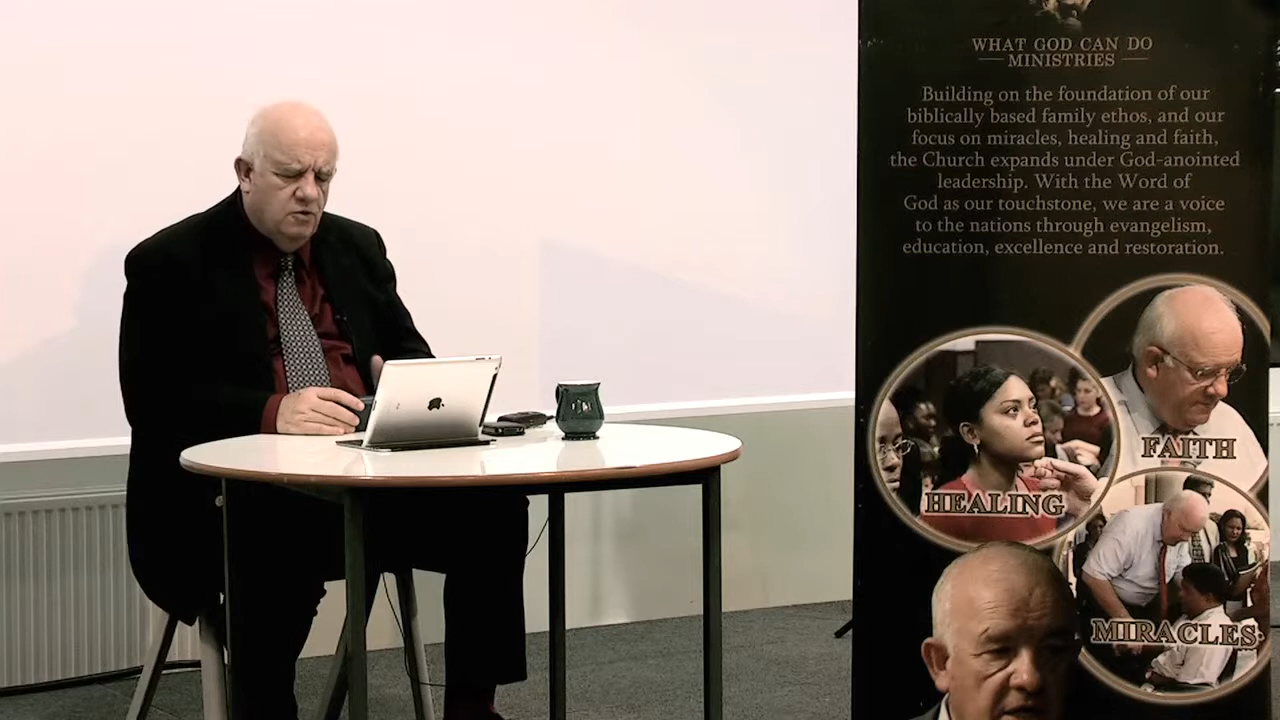 WHAT GOD CAN DO
MINISTRIES
Building on the foundation of our
biblically based family ethos, and our
focus on miracles, healing and faith,
the Church expands under God-anointed
leadership. With the Word of
God as our touchstone, we are a voice
to the nations through evangelism,
education, excellence and restoration.
FAITH
HEALING
MIRACLES